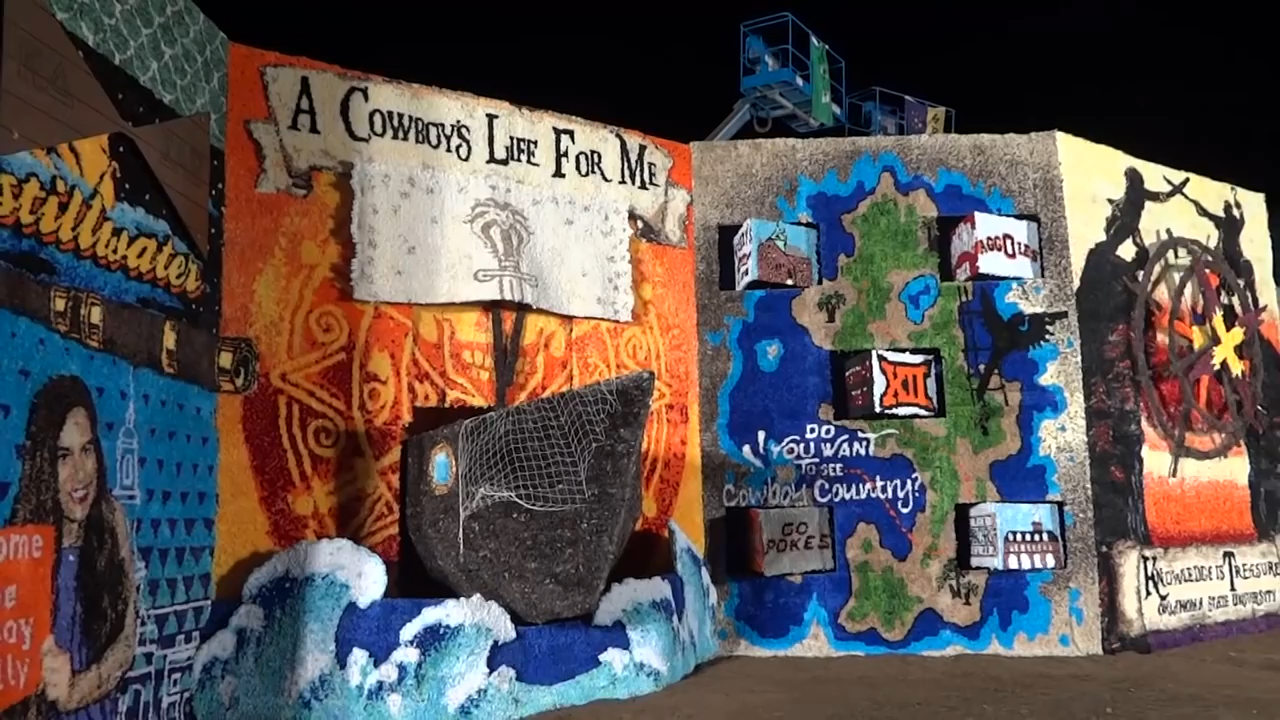 stillwater
A COWBOY'S LIFE FOR ME
AGGOLES
XII
DO
YOU WANT
TO SEE
Cowboy Country?
GO
POKES
KNOWLEDGE IS TREASURE
OKLAHOMA STATE UNIVERSITY